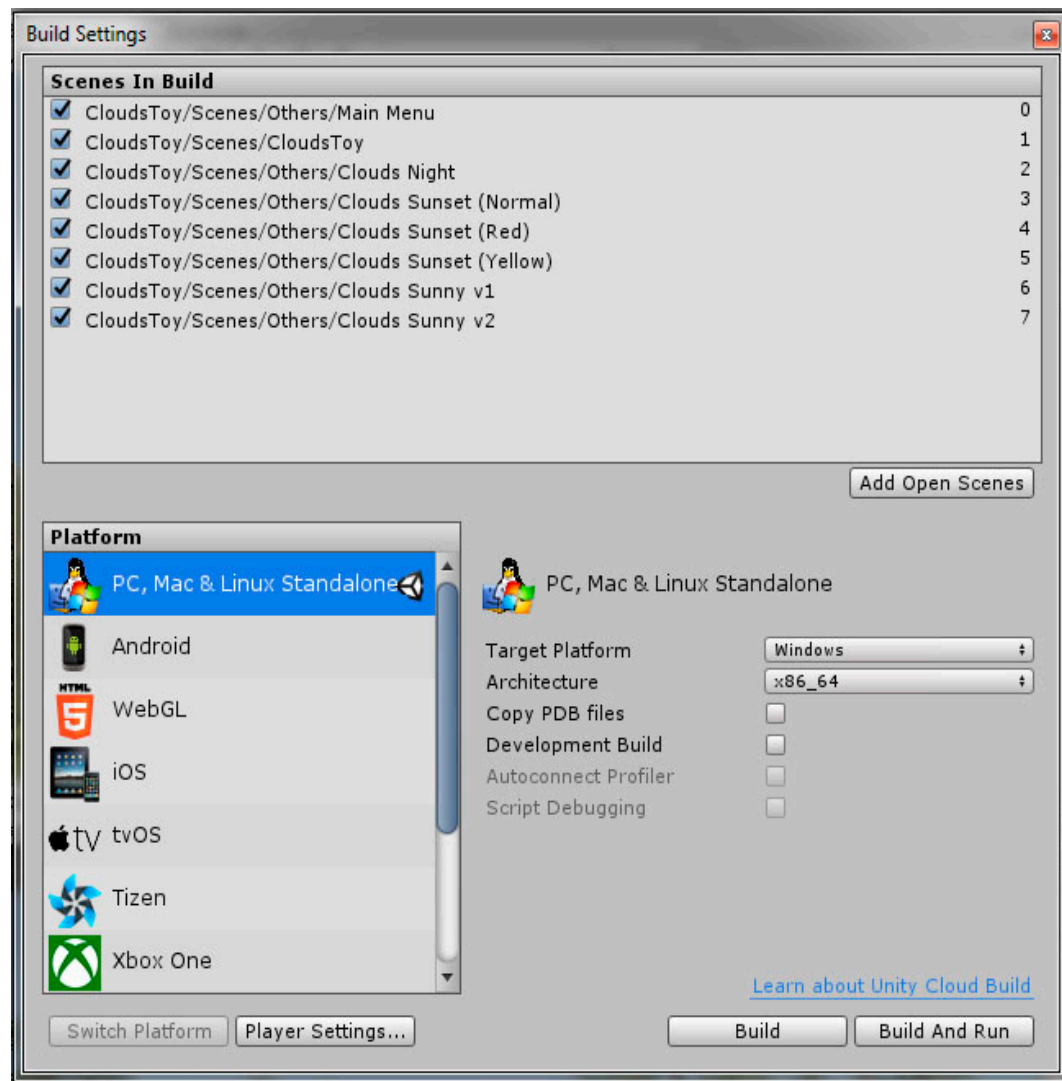 Build Settings
Scenes In Build
CloudsToy/Scenes/Others/Main Menu 0
CloudsToy/Scenes/CloudsToy 1
CloudsToy/Scenes/Others/Clouds Night 2
CloudsToy/Scenes/Others/Clouds Sunset (Normal) 3
CloudsToy/Scenes/Others/Clouds Sunset (Red) 4
CloudsToy/Scenes/Others/Clouds Sunset (Yellow) 5
CloudsToy/Scenes/Others/Clouds Sunny v1 6
CloudsToy/Scenes/Others/Clouds Sunny v2 7
Add Open Scenes
Platform
PC, Mac & Linux Standalone
Android
HTML
5
WebGL
iOS
tv tvOS
Tizen
Xbox One
PC, Mac & Linux Standalone
Target Platform Windows
Architecture x86_64
Copy PDB files
Development Build
Autoconnect Profiler
Script Debugging
Learn about Unity Cloud Build
Switch Platform Player Settings... Build Build And Run